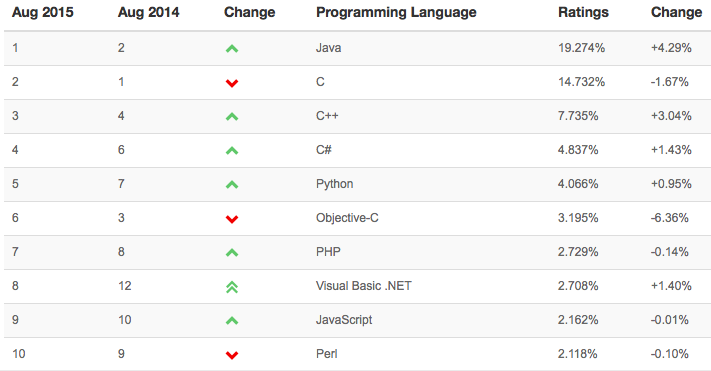 Aug 2015 Aug 2014 Change Programming Language Ratings Change
1 2 Java 19.274% +4.29%
2 1 C 14.732% -1.67%
3 4 C++ 7.735% +3.04%
4 6 C# 4.837% +1.43%
5 7 Python 4.066% +0.95%
6 3 Objective-C 3.195% -6.36%
7 8 PHP 2.729% -0.14%
8 12 Visual Basic .NET 2.708% +1.40%
9 10 JavaScript 2.162% -0.01%
10 9 Perl 2.118% -0.10%